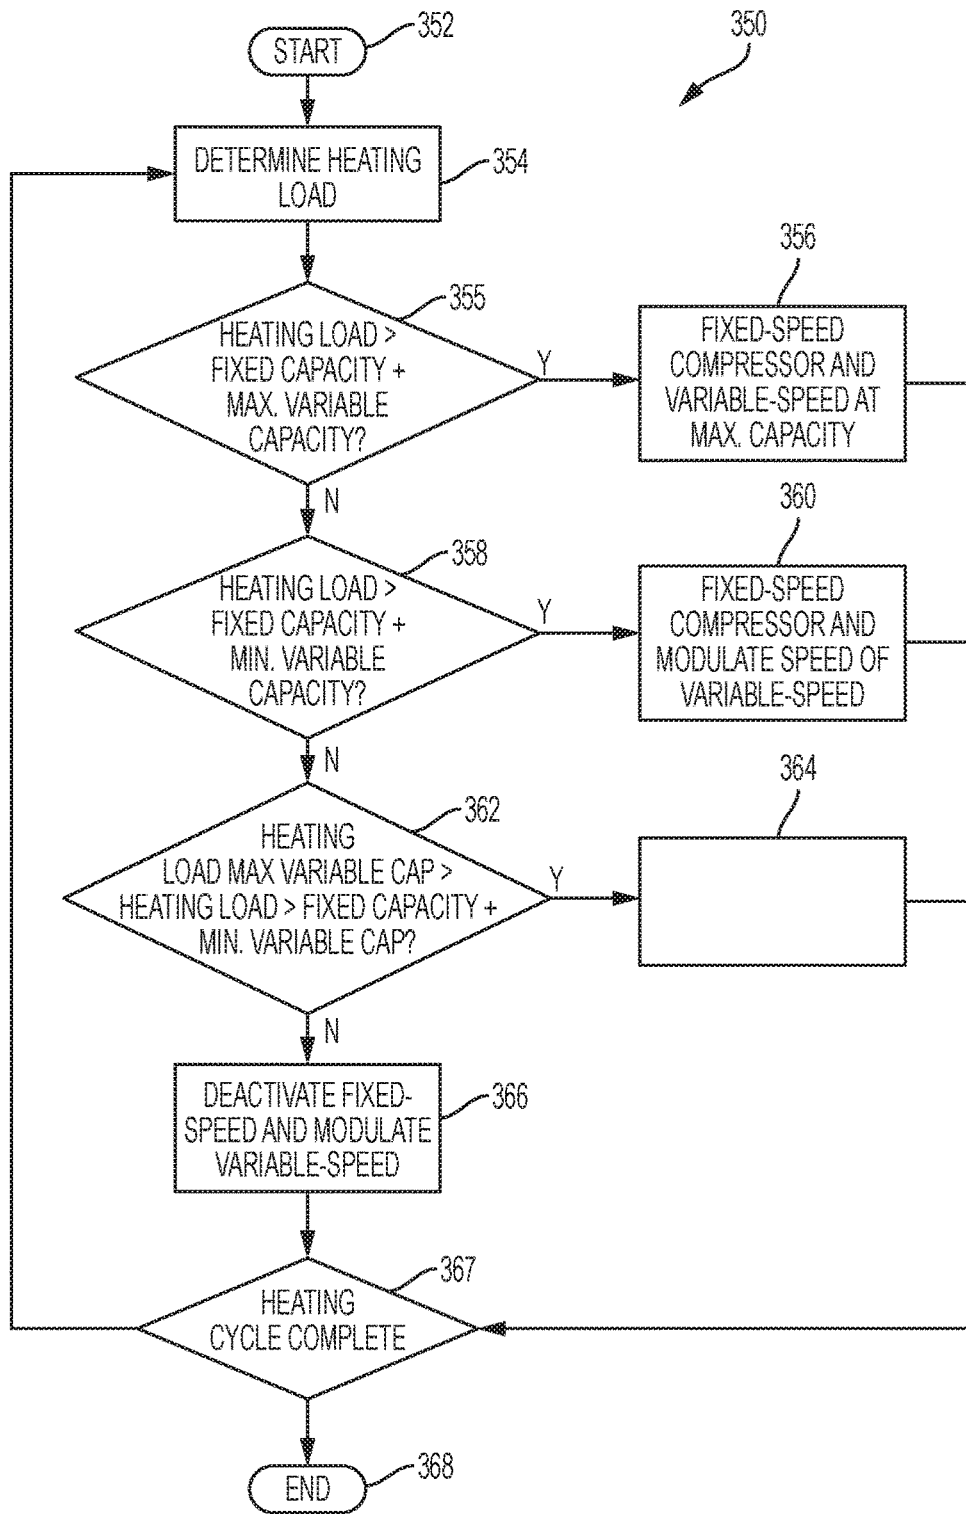 352
350
START
DETERMINE HEATING
LOAD
354
356
355
HEATING LOAD >
FIXED CAPACITY +
MAX. VARIABLE
CAPACITY?
Y
FIXED-SPEED
COMPRESSOR AND
VARIABLE-SPEED AT
MAX. CAPACITY
N
360
358
HEATING LOAD >
FIXED CAPACITY +
MIN. VARIABLE
CAPACITY?
Y
FIXED-SPEED
COMPRESSOR AND
MODULATE SPEED OF
VARIABLE-SPEED
N
364
362
HEATING
LOAD MAX VARIABLE CAP >
HEATING LOAD > FIXED CAPACITY +
MIN. VARIABLE CAP?
Y
N
DEACTIVATE FIXED-
SPEED AND MODULATE
VARIABLE-SPEED
366
367
HEATING
CYCLE COMPLETE
END
368